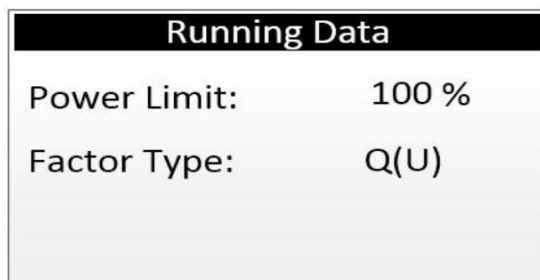 Running Data
Power Limit: 100 %
Factor Type: Q(U)